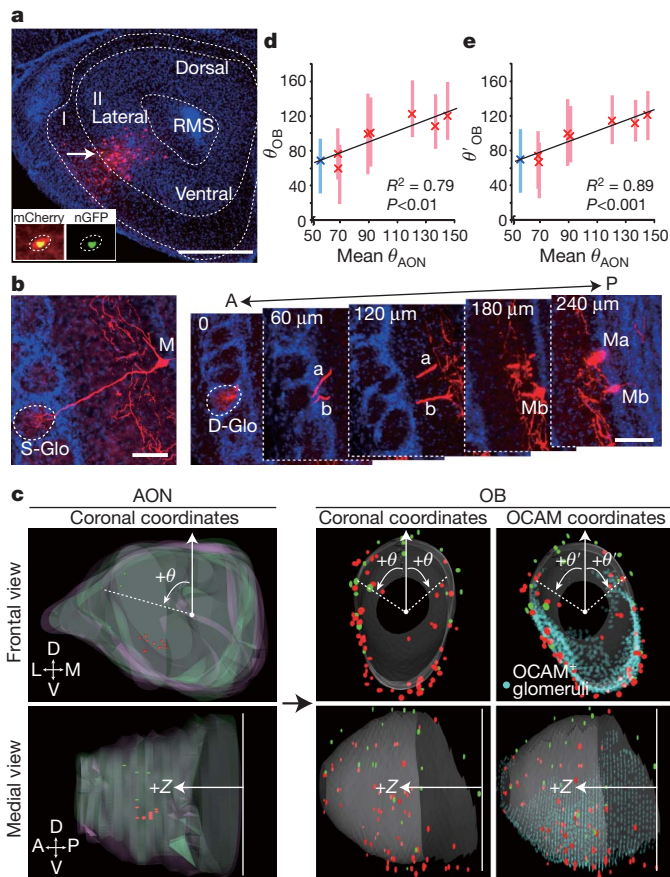 a
Dorsal
II
I
Lateral
RMS
Ventral
mCherry
nGFP
d
160
120
80
40
0
θOB
R² = 0.79
P<0.01
50 70 90 110 130 150
Mean θAON
e
160
120
80
40
0
θ′OB
R² = 0.89
P<0.001
50 70 90 110 130 150
Mean θAON
b
M
S-Glo
A
P
0
60 μm
120 μm
180 μm
240 μm
a
b
a
b
Ma
Mb
Mb
D-Glo
c
AON
OB
Coronal coordinates
Coronal coordinates
OCAM coordinates
Frontal view
+θ
D
L M
V
+θ +θ
+θ′ +θ
OCAM+
glomeruli
Medial view
+Z
D
A P
V
+Z
+Z